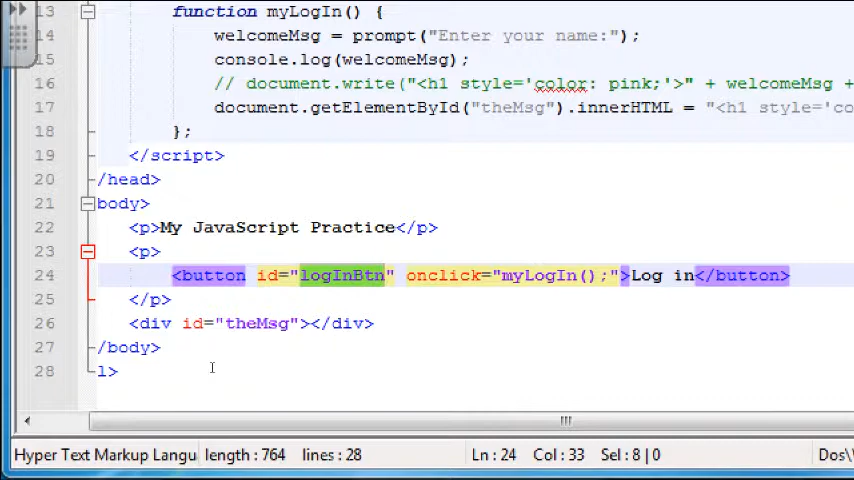 13 function myLogIn() {
14 welcomeMsg = prompt("Enter your name:");
15 console.log(welcomeMsg);
16 // document.write("<h1 style='color: pink;'>" + welcomeMsg +
17 document.getElementById("theMsg").innerHTML = "<h1 style='co
18 };
19 </script>
20 /head>
21 body>
22 <p>My JavaScript Practice</p>
23 <p>
24 <button id="logInBtn" onclick="myLogIn();">Log in</button>
25 </p>
26 <div id="theMsg"></div>
27 /body>
28 l>
Hyper Text Markup Langu length : 764 lines : 28 Ln : 24 Col : 33 Sel : 8 | 0 Dos\